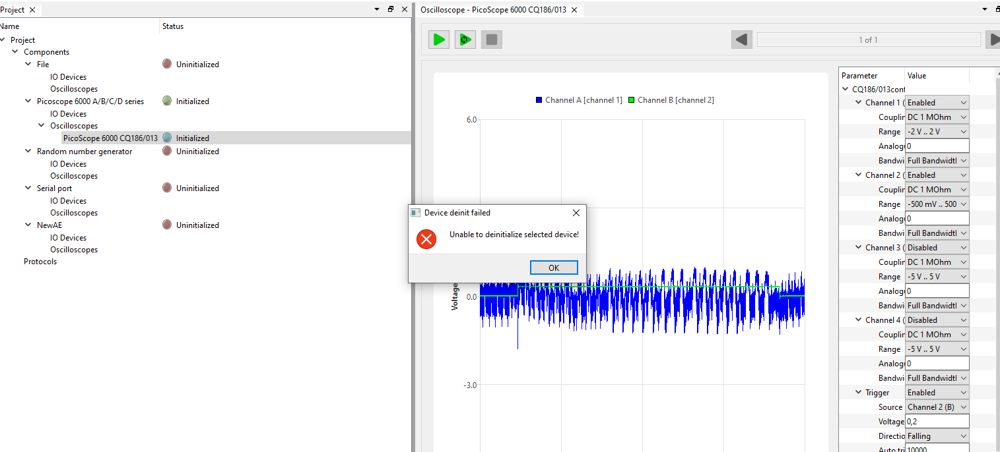 Project
Name Status
Project
Components
File Uninitialized
IO Devices
Oscilloscopes
Picoscope 6000 A/B/C/D series Initialized
IO Devices
Oscilloscopes
PicoScope 6000 CQ186/013 Initialized
Random number generator Uninitialized
IO Devices
Oscilloscopes
Serial port Uninitialized
IO Devices
Oscilloscopes
NewAE Uninitialized
IO Devices
Oscilloscopes
Protocols
Oscilloscope - PicoScope 6000 CQ186/013
1 of 1
Channel A [channel 1] Channel B [channel 2]
6.0
0.0
-3.0
Voltage
Device deinit failed
Unable to deinitialize selected device!
OK
Parameter Value
CQ186/013conf
Channel 1 ( Enabled
Couplin DC 1 MOhm
Range -2 V .. 2 V
Analog 0
Bandwi Full Bandwidtl
Channel 2 ( Enabled
Couplin DC 1 MOhm
Range -500 mV .. 500
Analog 0
Bandwi Full Bandwidtl
Channel 3 ( Disabled
Couplin DC 1 MOhm
Range -5 V .. 5 V
Analog 0
Bandwi Full Bandwidtl
Channel 4 ( Disabled
Couplin DC 1 MOhm
Range -5 V .. 5 V
Analog 0
Bandwi Full Bandwidtl
Trigger Enabled
Source Channel 2 (B)
Voltage 0,2
Directio Falling
Auto tri 10000